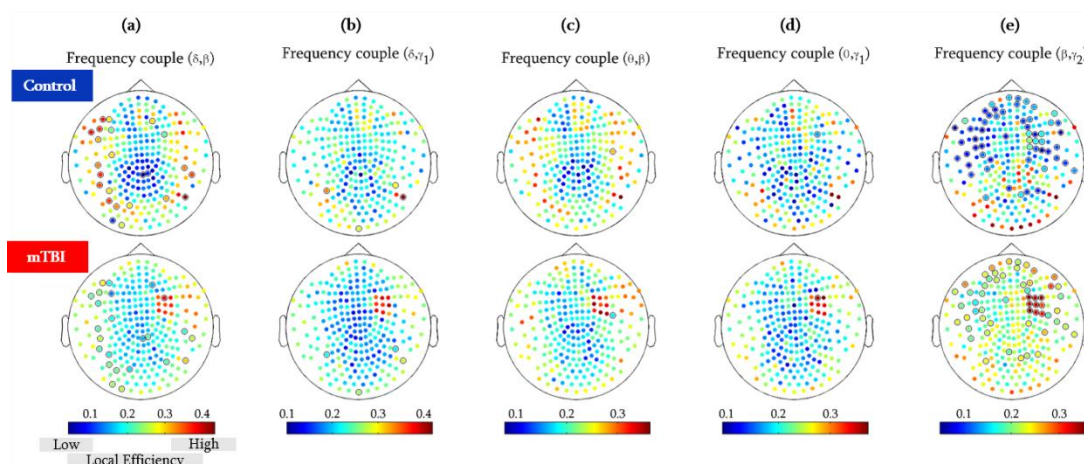 (a) (b) (c) (d) (e)
Frequency couple (δ,β) Frequency couple (δ,γ1) Frequency couple (θ,β) Frequency couple (0,γ1) Frequency couple (β,γ2)
Control
mTBI
0.1 0.2 0.3 0.4 0.1 0.2 0.3 0.4 0.1 0.2 0.3 0.1 0.2 0.3 0.1 0.2 0.3
Low High
Local Efficiency